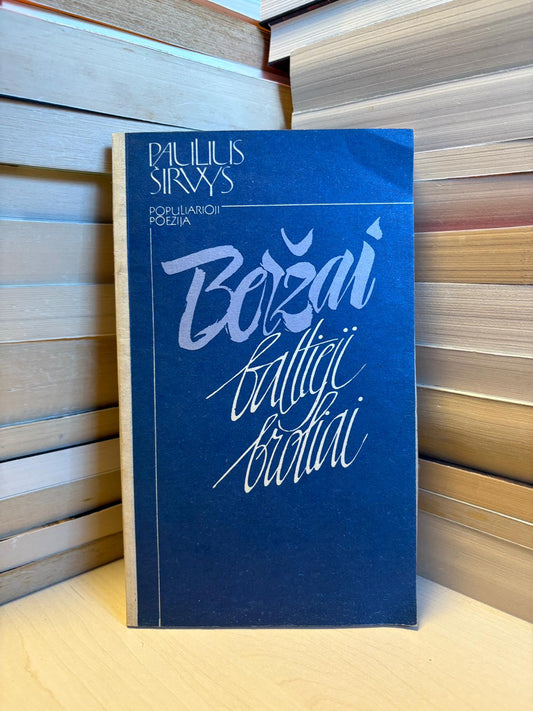 PAULIUS
ŠIRVYS
POPULIARIOJI
POEZIJA
Beržai
baltieji
broliai